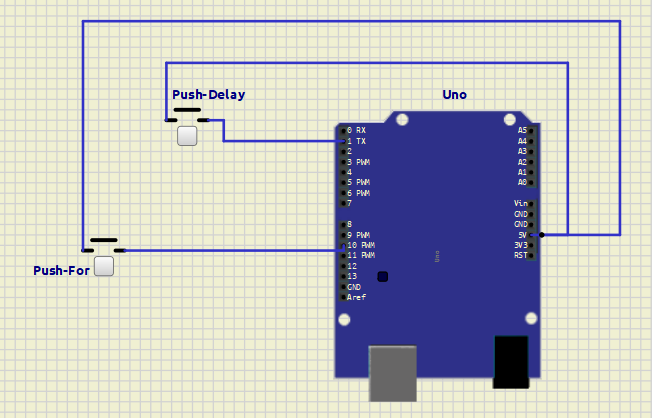 Push-Delay
Uno
0 RX
1 TX
2
3 PWM
4
5 PWM
6 PWM
7
8
9 PWM
10 PWM
11 PWM
12
13
GND
Aref
A5
A4
A3
A2
A1
A0
Vin
GND
GND
5V
3V3
RST
Uno
Push-For